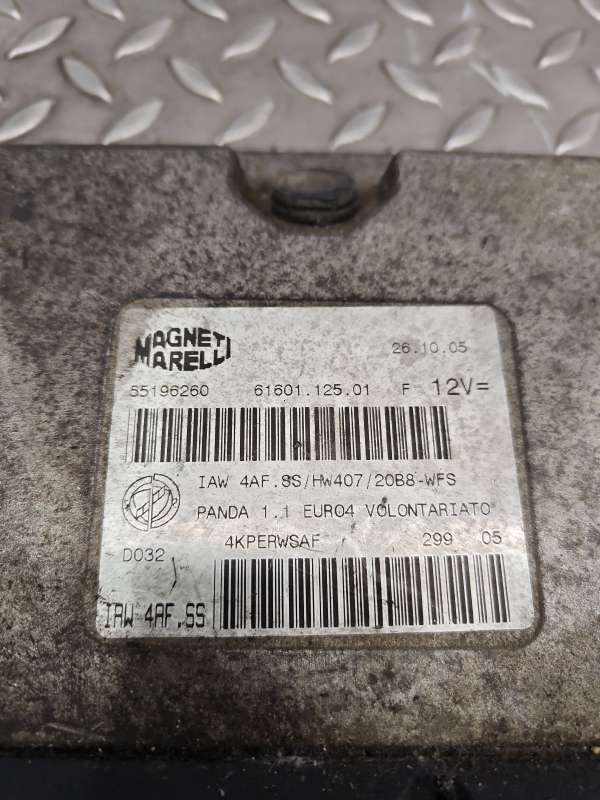 MAGNETI MARELLI
26.10.05
55196260 61601.125.01 F 12V=
IAW 4AF.SS/HW407/20B8-WFS
PANDA 1.1 EURO4 VOLONTARIATO
4KPERWSAF 299 05
D032
IAW 4AF.SS